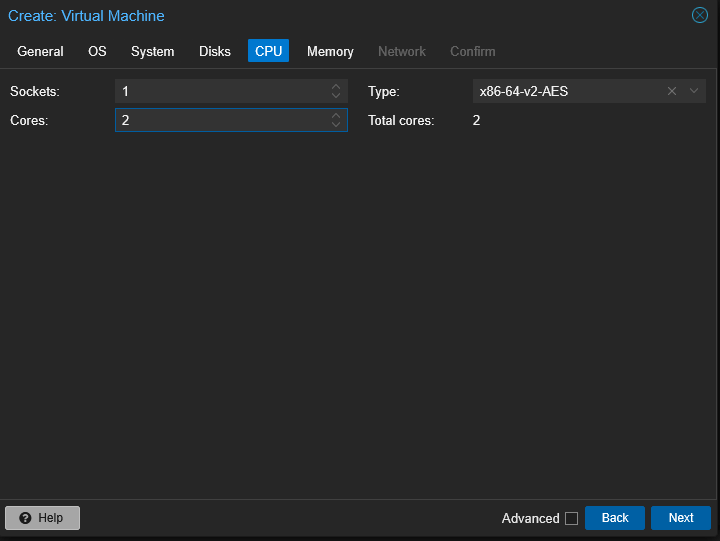 Create: Virtual Machine
General OS System Disks CPU Memory Network Confirm
Sockets: 1 Type: x86-64-v2-AES
Cores: 2 Total cores: 2
Help Advanced Back Next